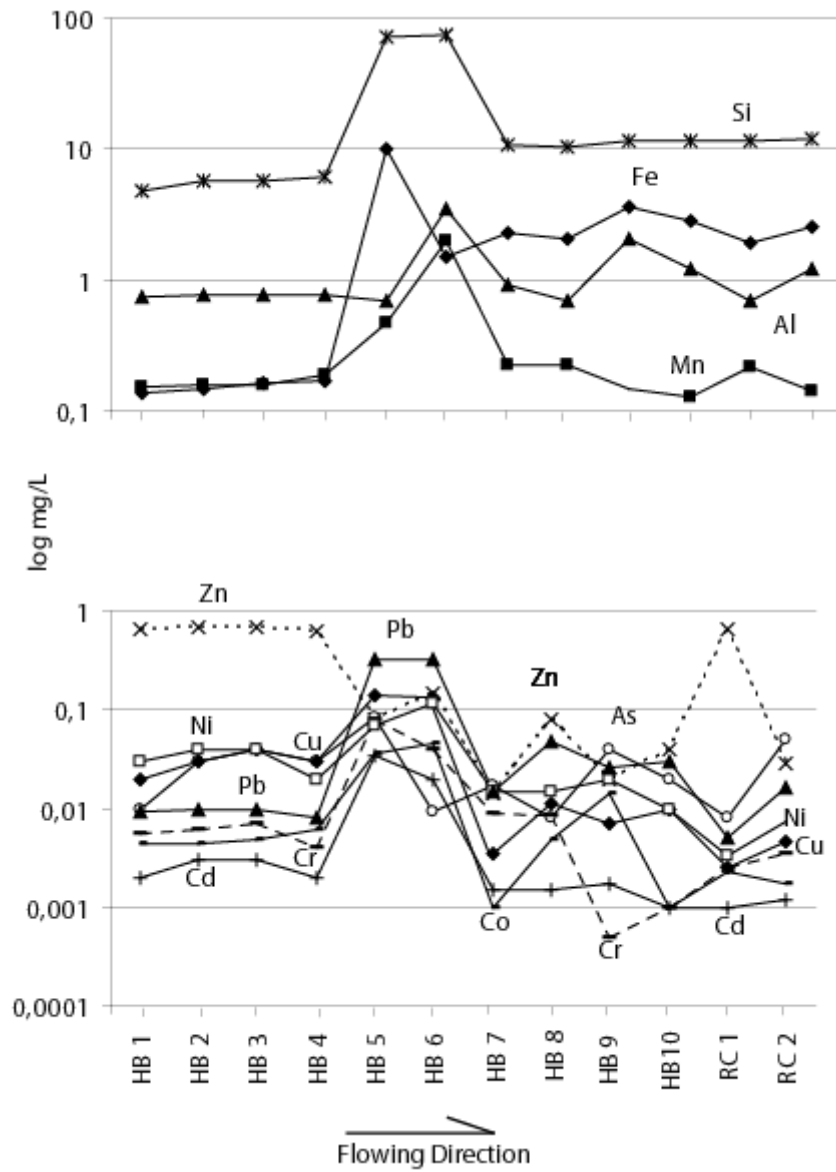 100
Si
10
Fe
1
Al
Mn
0,1
log mg/L
Zn
1
Pb
0,1
Zn
As
Ni
Cu
Pb
0,01
Ni
Cr
Cu
Cd
0,001
Co
Cd
Cr
0,0001
HB 1
HB 2
HB 3
HB 4
HB 5
HB 6
HB 7
HB 8
HB 9
HB10
RC 1
RC 2
Flowing Direction